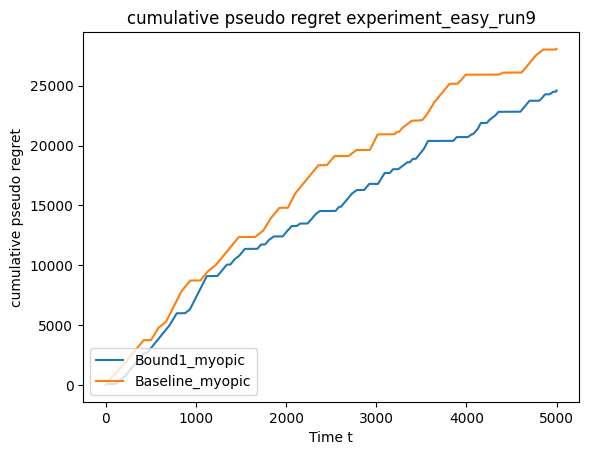 cumulative pseudo regret experiment_easy_run9
cumulative pseudo regret
25000
20000
15000
10000
5000
0
Bound1_myopic
Baseline_myopic
0 1000 2000 3000 4000 5000
Time t